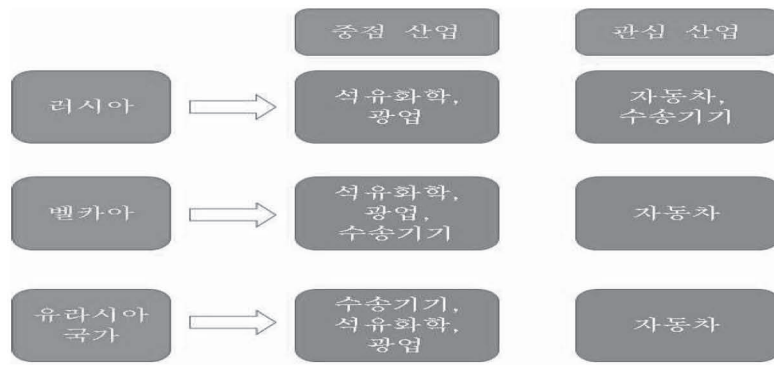 중점 산업
관심 산업
러시아
석유화학,
광업
자동차,
수송기기
벨카아
석유화학,
광업,
수송기기
자동차
유라시아
국가
수송기기,
석유화학,
광업
자동차